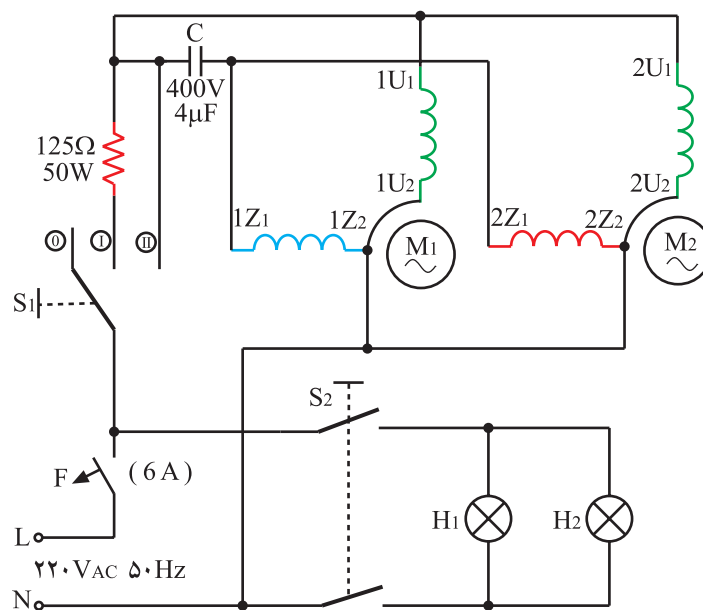 C
400V
4µF
1U1
2U1
125Ω
50W
1U2
2U2
0
I
II
1Z1
1Z2
2Z1
2Z2
M1
M2
S1
S2
F
(6A)
H1
H2
L
۲۲۰VAC ۵۰Hz
N